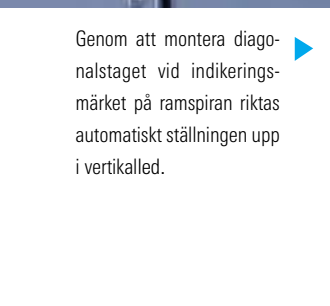 Genom att montera diago-
nalstaget vid indikerings-
märket på ramspiran riktas
automatiskt ställningen upp
i vertikalled.